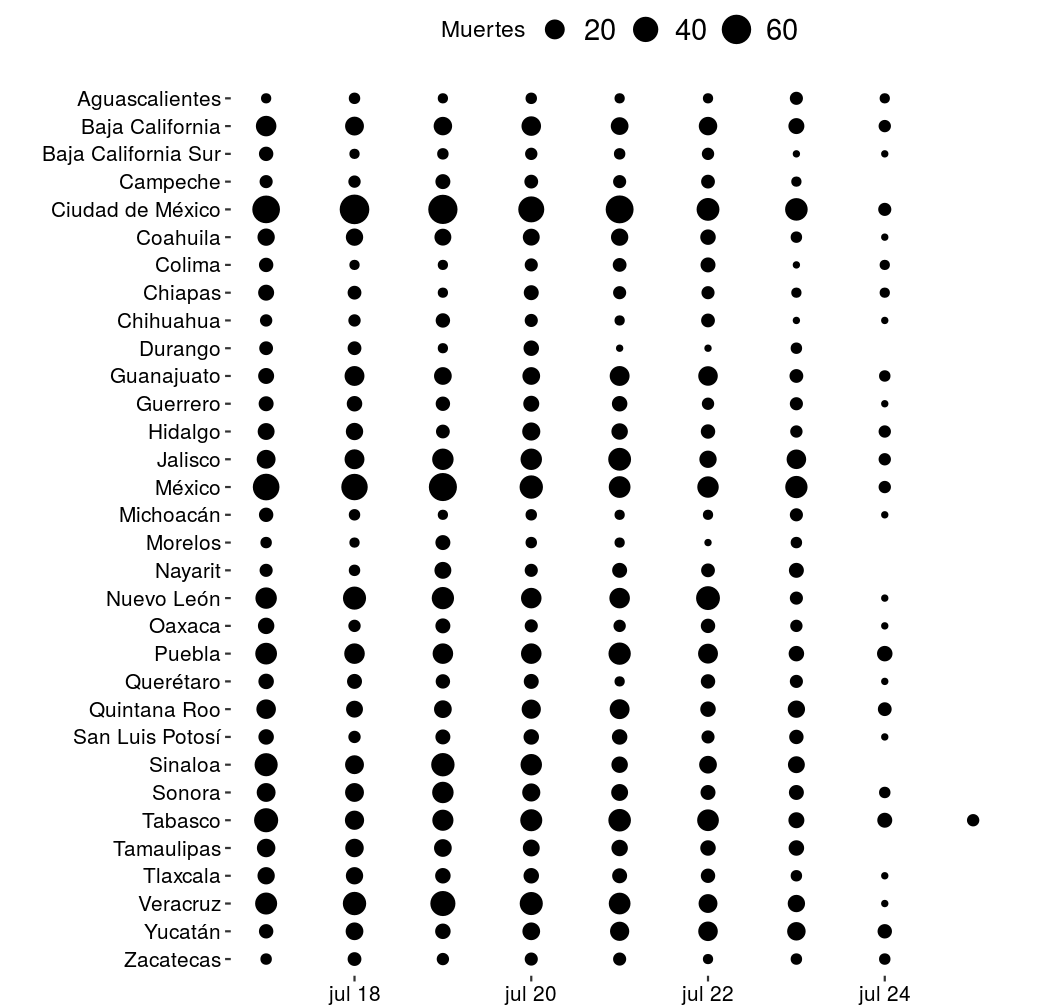 Muertes 20 40 60
Aguascalientes
Baja California
Baja California Sur
Campeche
Ciudad de México
Coahuila
Colima
Chiapas
Chihuahua
Durango
Guanajuato
Guerrero
Hidalgo
Jalisco
México
Michoacán
Morelos
Nayarit
Nuevo León
Oaxaca
Puebla
Querétaro
Quintana Roo
San Luis Potosí
Sinaloa
Sonora
Tabasco
Tamaulipas
Tlaxcala
Veracruz
Yucatán
Zacatecas
jul 18 jul 20 jul 22 jul 24